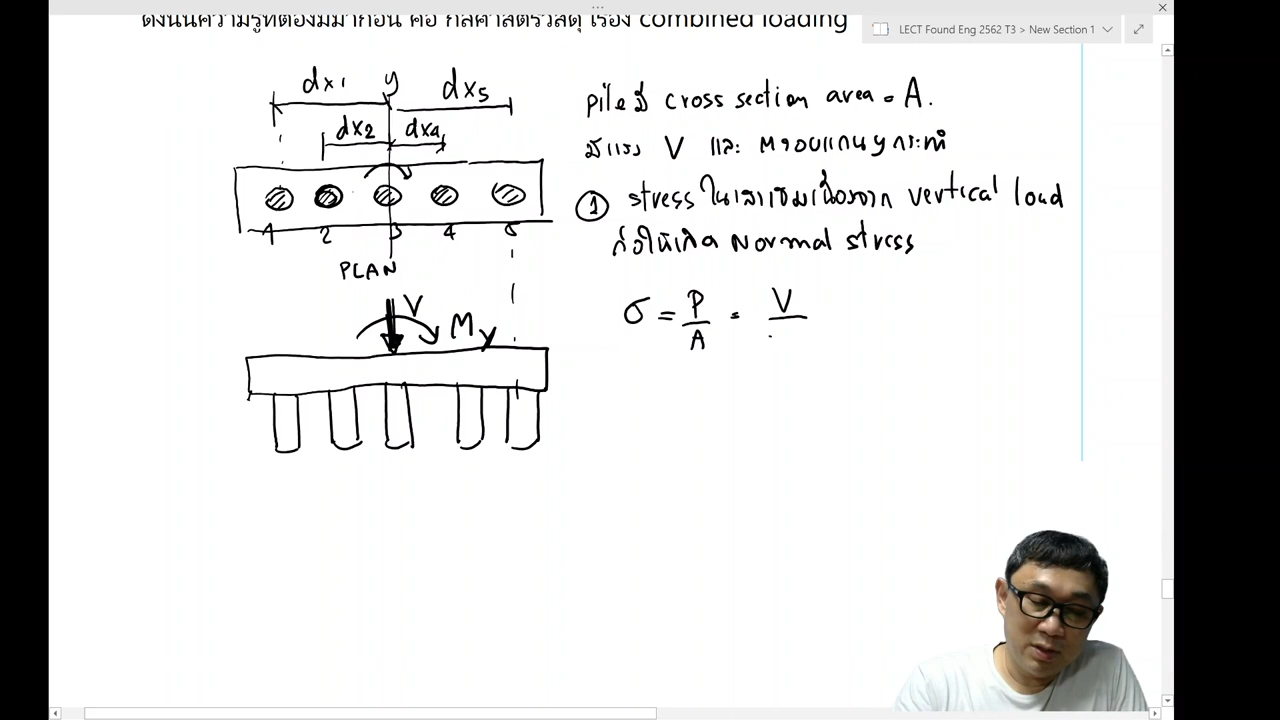 ดังนั้นความรู้ที่ต้องมีมาก่อน คือ กลศาสตร์วัสดุ เรื่อง combined loading
LECT Found Eng 2562 T3 > New Section 1
dx1 y dx5
dx2 dx4
1 2 3 4 5
PLAN
V My
pile มี cross section area = A.
มีแรง V และ M รอบแกน y กระทำ
① stress ในเสาเข็มเนื่องจาก vertical load
ก่อให้เกิด Normal stress
σ = P/A = V